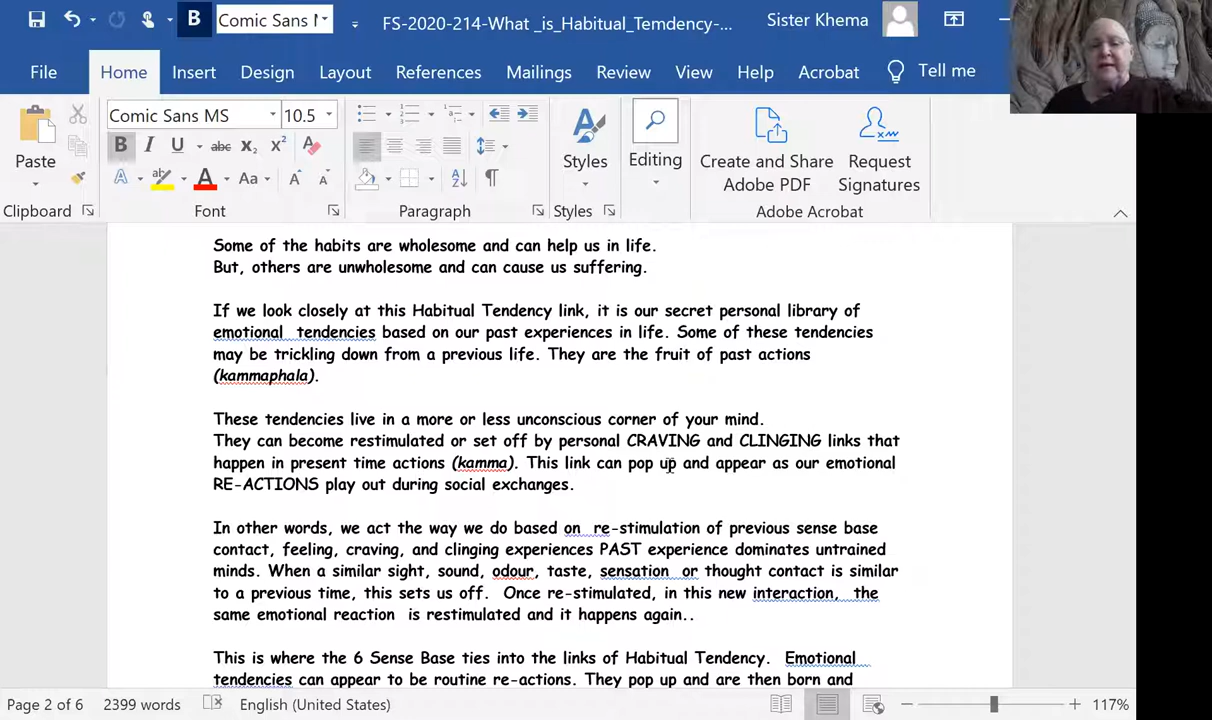 Comic Sans M
FS-2020-214-What _is_Habitual_Temdency-...
Sister Khema
File Home Insert Design Layout References Mailings Review View Help Acrobat Tell me
Comic Sans MS 10.5
B I U abc x₂ x² A
A ab A Aa A A
Paste
Styles
Editing
Create and Share
Adobe PDF
Request
Signatures
Clipboard Font Paragraph Styles Adobe Acrobat
Some of the habits are wholesome and can help us in life.
But, others are unwholesome and can cause us suffering.
If we look closely at this Habitual Tendency link, it is our secret personal library of
emotional tendencies based on our past experiences in life. Some of these tendencies
may be trickling down from a previous life. They are the fruit of past actions
(kammaphala).
These tendencies live in a more or less unconscious corner of your mind.
They can become restimulated or set off by personal CRAVING and CLINGING links that
happen in present time actions (kamma). This link can pop up and appear as our emotional
RE-ACTIONS play out during social exchanges.
In other words, we act the way we do based on re-stimulation of previous sense base
contact, feeling, craving, and clinging experiences PAST experience dominates untrained
minds. When a similar sight, sound, odour, taste, sensation or thought contact is similar
to a previous time, this sets us off. Once re-stimulated, in this new interaction, the
same emotional reaction is restimulated and it happens again..
This is where the 6 Sense Base ties into the links of Habitual Tendency. Emotional
tendencies can appear to be routine re-actions. They pop up and are then born and
Page 2 of 6 2399 words English (United States) 117%